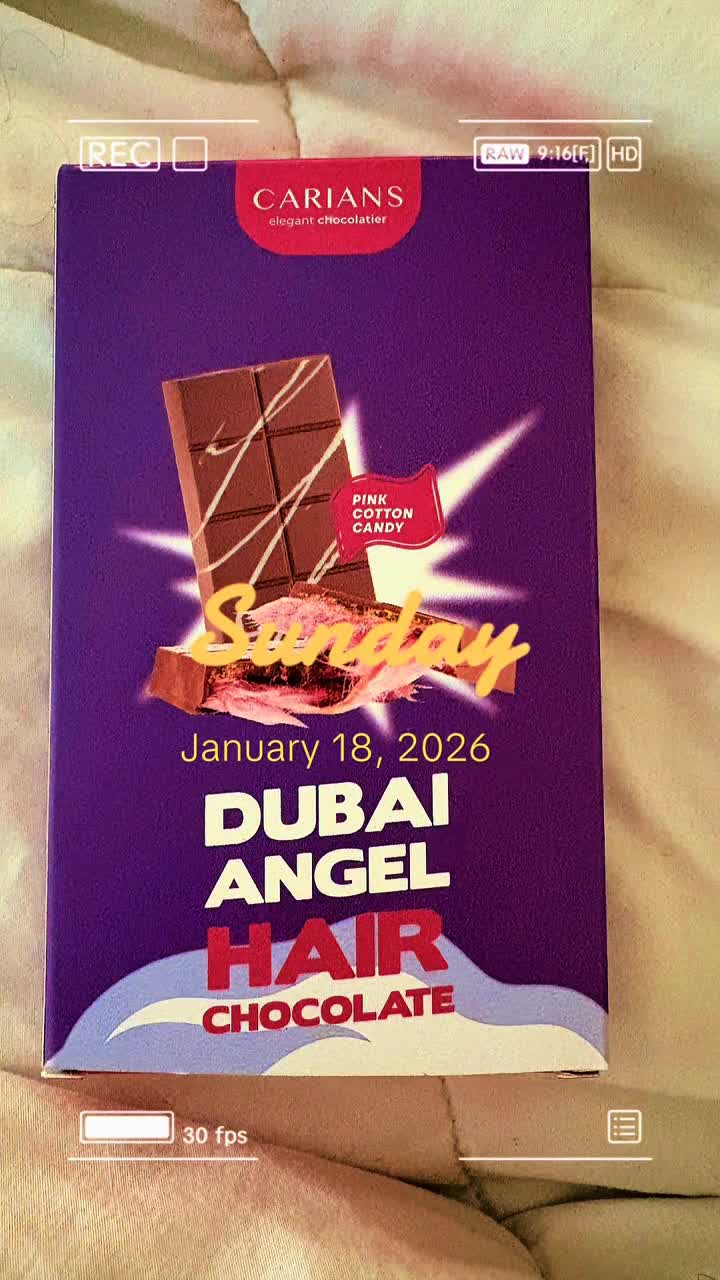 REC
RAW 9:16[F] HD
CARIANS
elegant chocolatier
PINK
COTTON
CANDY
Sunday
January 18, 2026
DUBAI
ANGEL
HAIR
CHOCOLATE
30 fps